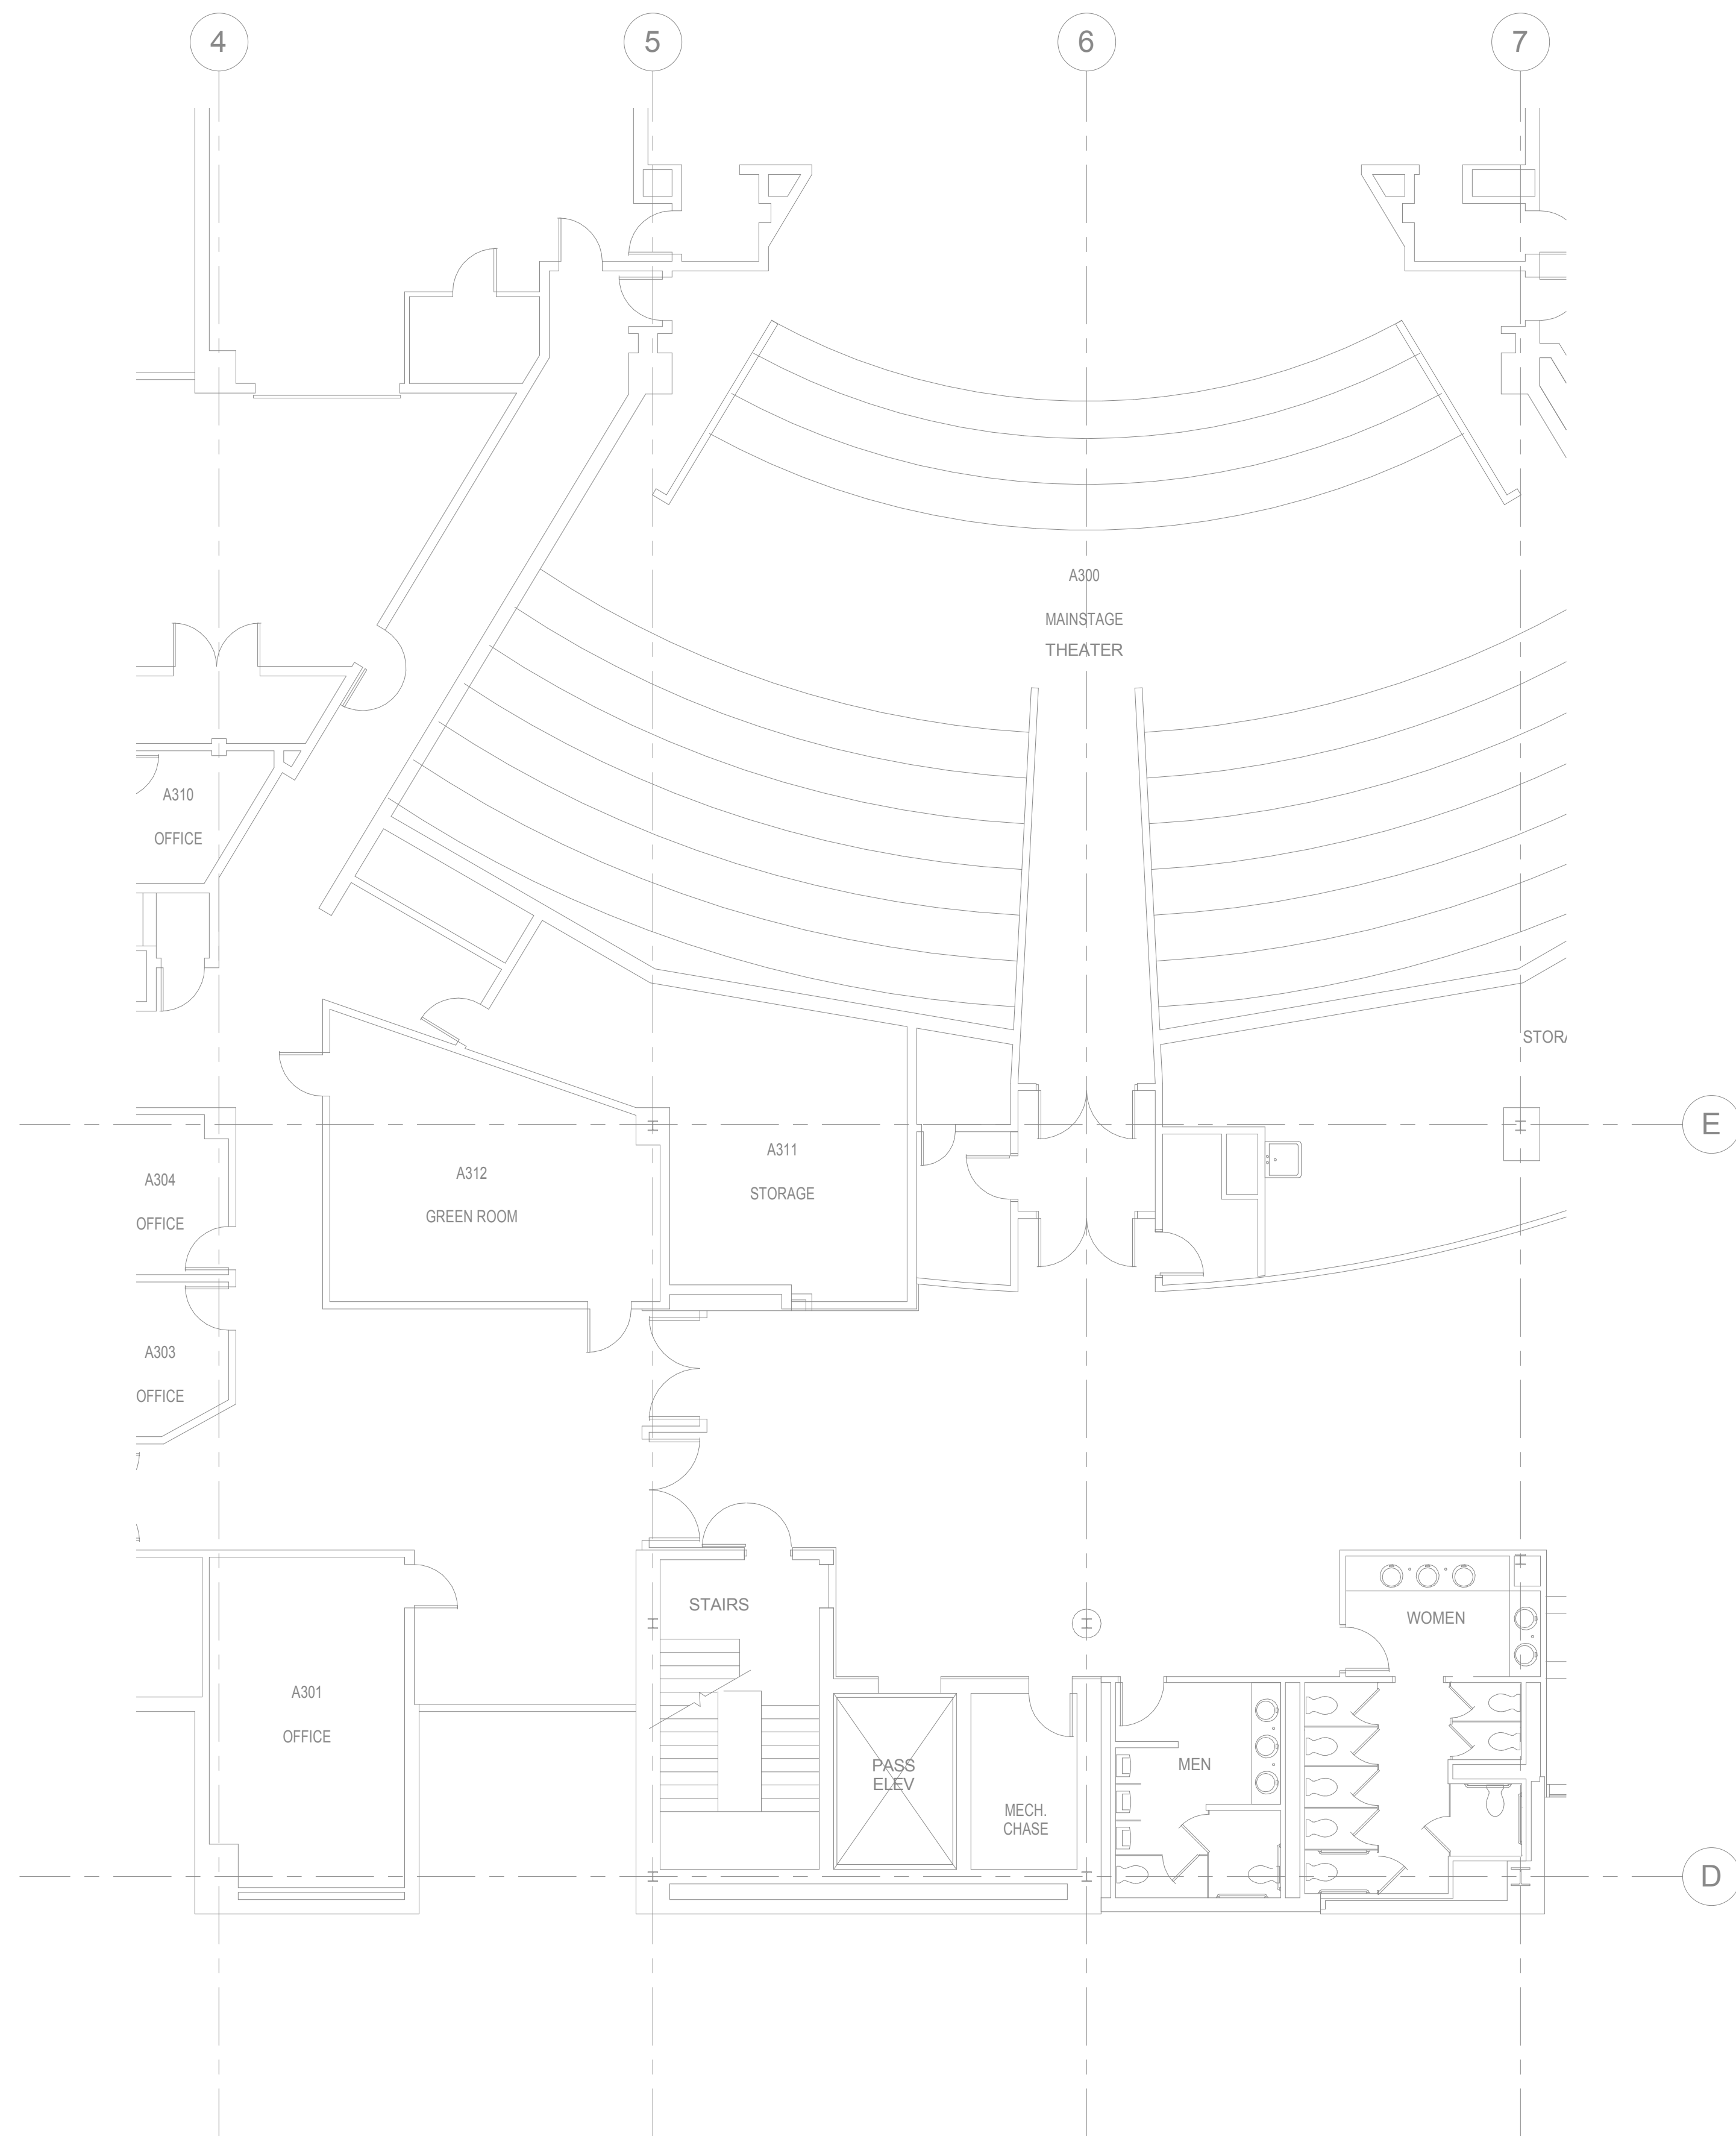 4
5
6
7
A300
MAINSTAGE
THEATER
A310
OFFICE
STORA
E
A311
STORAGE
A312
GREEN ROOM
A304
OFFICE
A303
OFFICE
STAIRS
WOMEN
A301
OFFICE
PASS
ELEV
MEN
MECH.
CHASE
D